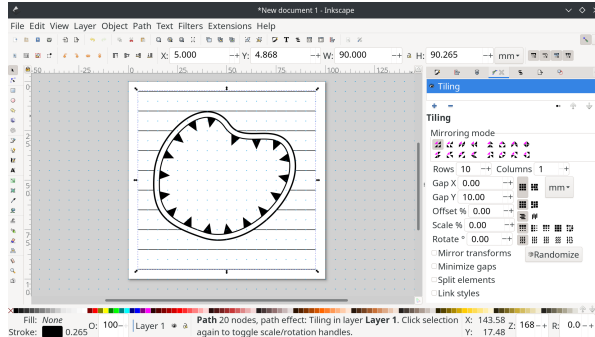 *New document 1 - Inkscape
File Edit View Layer Object Path Text Filters Extensions Help
X: 5.000 Y: 4.868 W: 90.000 H: 90.265 mm
Tiling
Tiling
Mirroring mode
Rows 10 Columns 1
Gap X 0.00 mm
Gap Y 10.00
Offset % 0.00
Scale % 0.00
Rotate ° 0.00
Mirror transforms Randomize
Minimize gaps
Split elements
Link styles
Fill: None O: 100 Layer 1 Path 20 nodes, path effect: Tiling in layer Layer 1. Click selection X: 143.58 Z: 168 R: 0.0
Stroke: 0.265 again to toggle scale/rotation handles. Y: 17.48